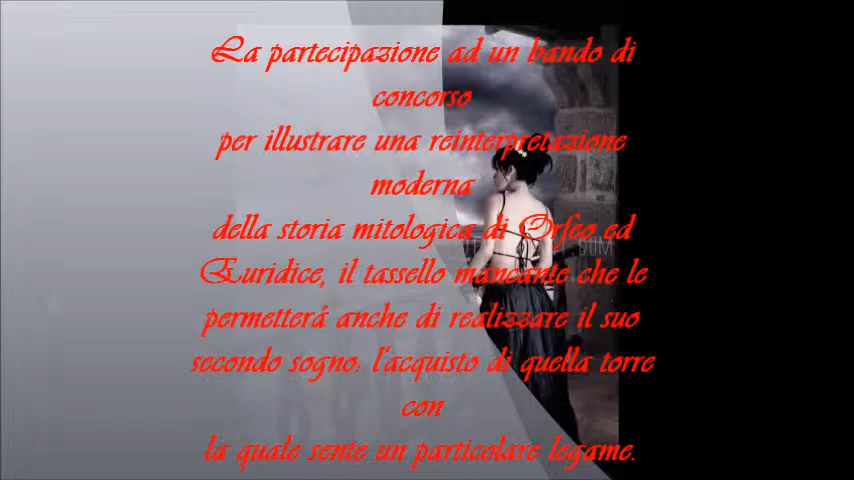 La partecipazione ad un bando di
concorso
per illustrare una reinterpretazione
moderna
della storia mitologica di Orfeo ed
Euridice, il tassello mancante che le
permetterá anche di realizzare il suo
secondo sogno: l'acquisto di quella torre
con
la quale sente un particolare legame.